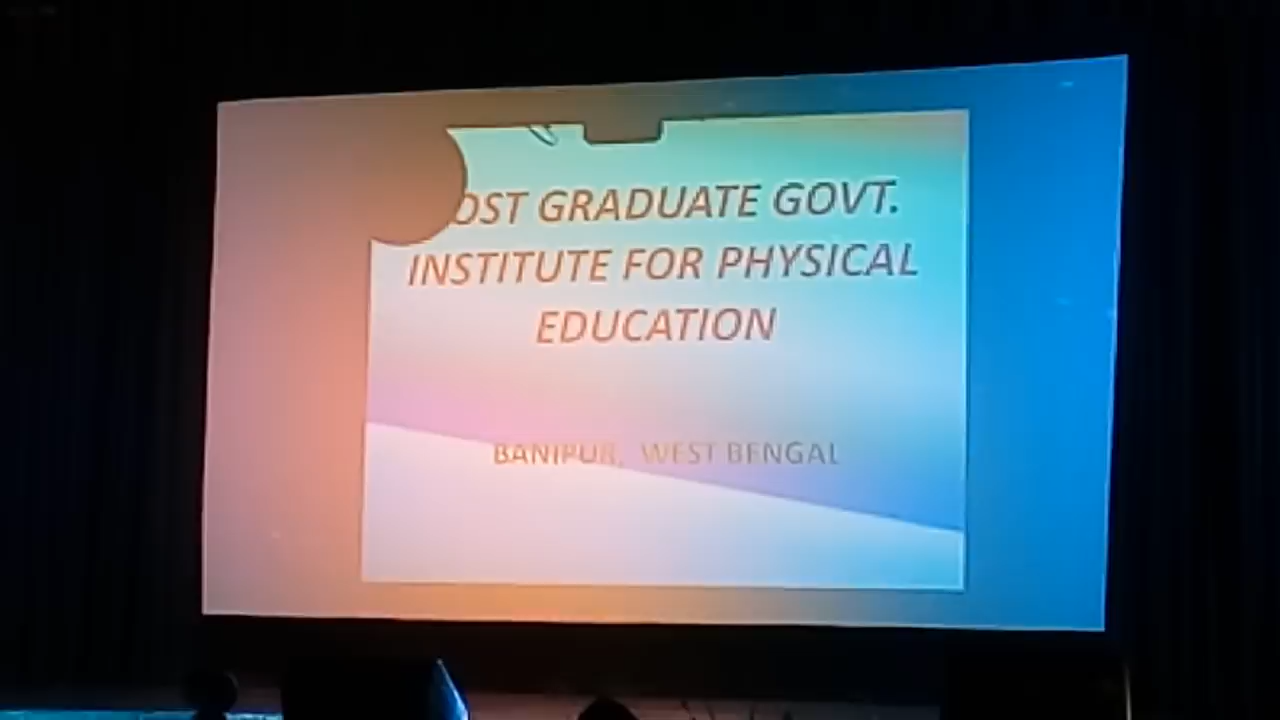 OST GRADUATE GOVT.
INSTITUTE FOR PHYSICAL
EDUCATION
BANIPUR, WEST BENGAL